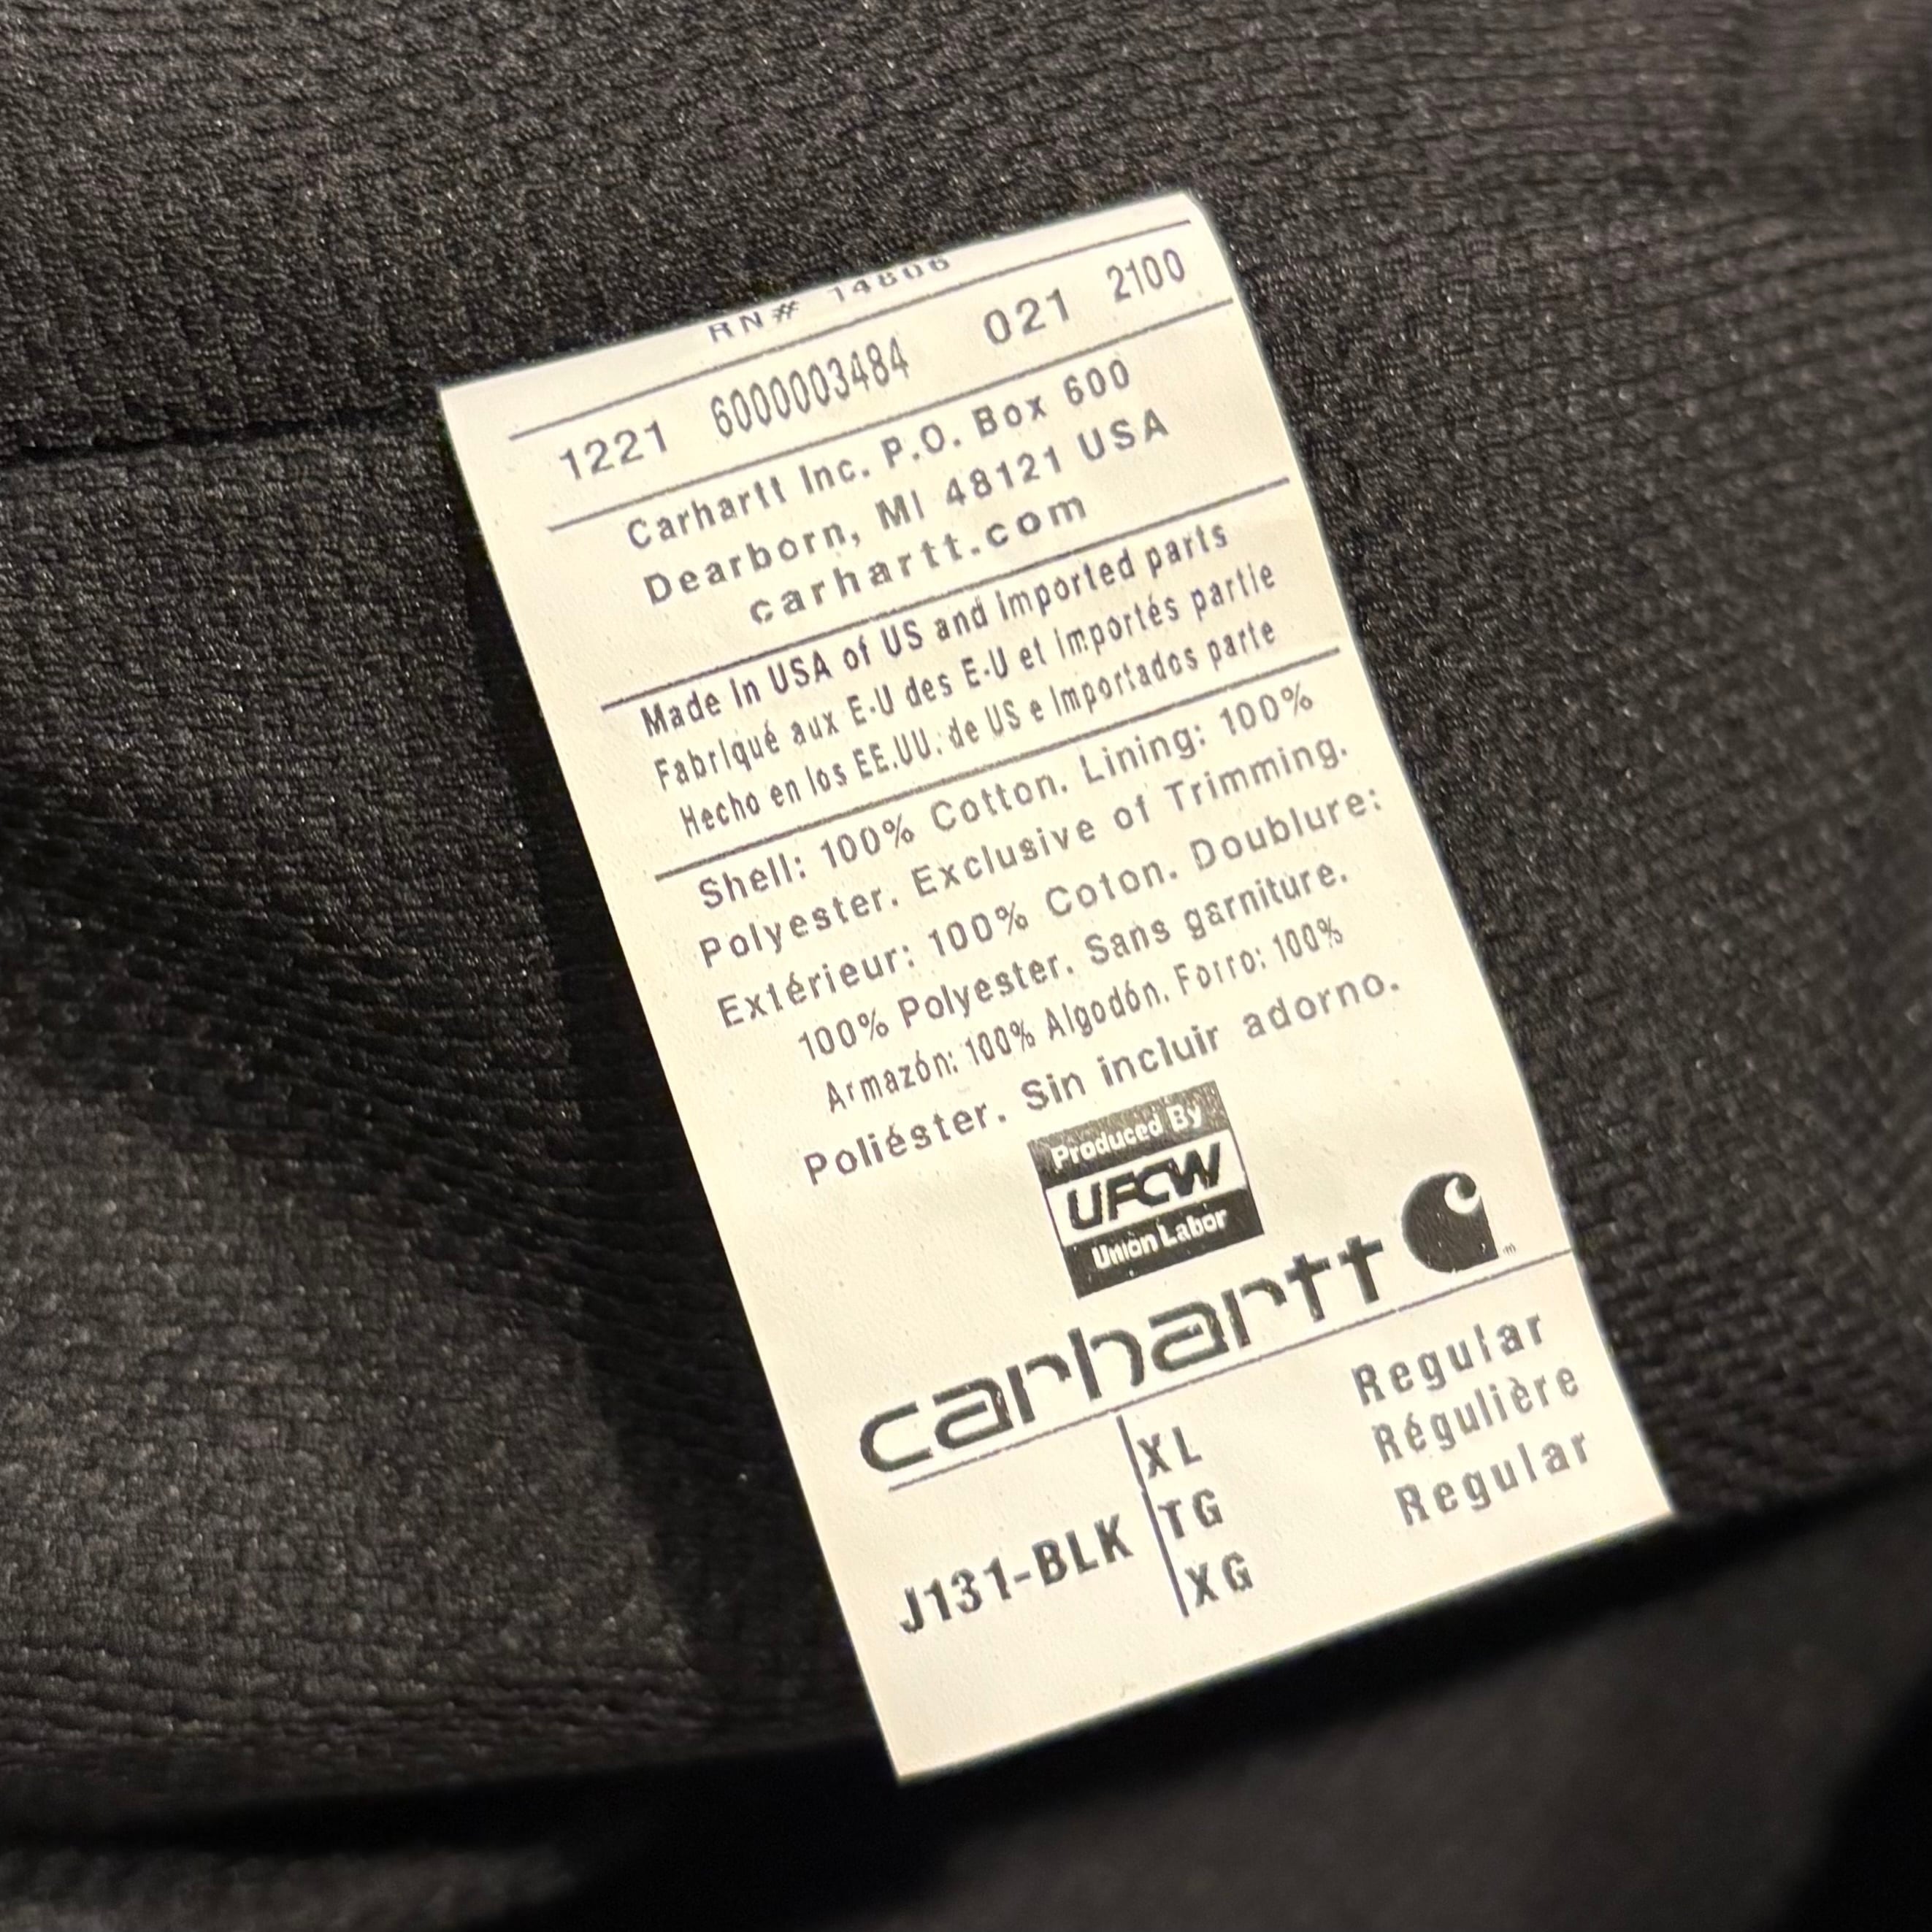 RN# 14806
1221 6000003484 021 2100
Carhartt Inc. P.O. Box 600
Dearborn, MI 48121 USA
carhartt.com
Made in USA of US and imported parts
Fabriqué aux E-U des E-U et importés partie
Hecho en los EE.UU. de US e Importados parte
Shell: 100% Cotton. Lining: 100%
Polyester. Exclusive of Trimming.
Extérieur: 100% Coton. Doublure:
100% Polyester. Sans garniture.
Armazón: 100% Algodón. Forro: 100%
Poliéster. Sin incluir adorno.
Produced By
UFCW
Union Labor
carhartt
J131-BLK
XL Regular
TG Régulière
XG Regular